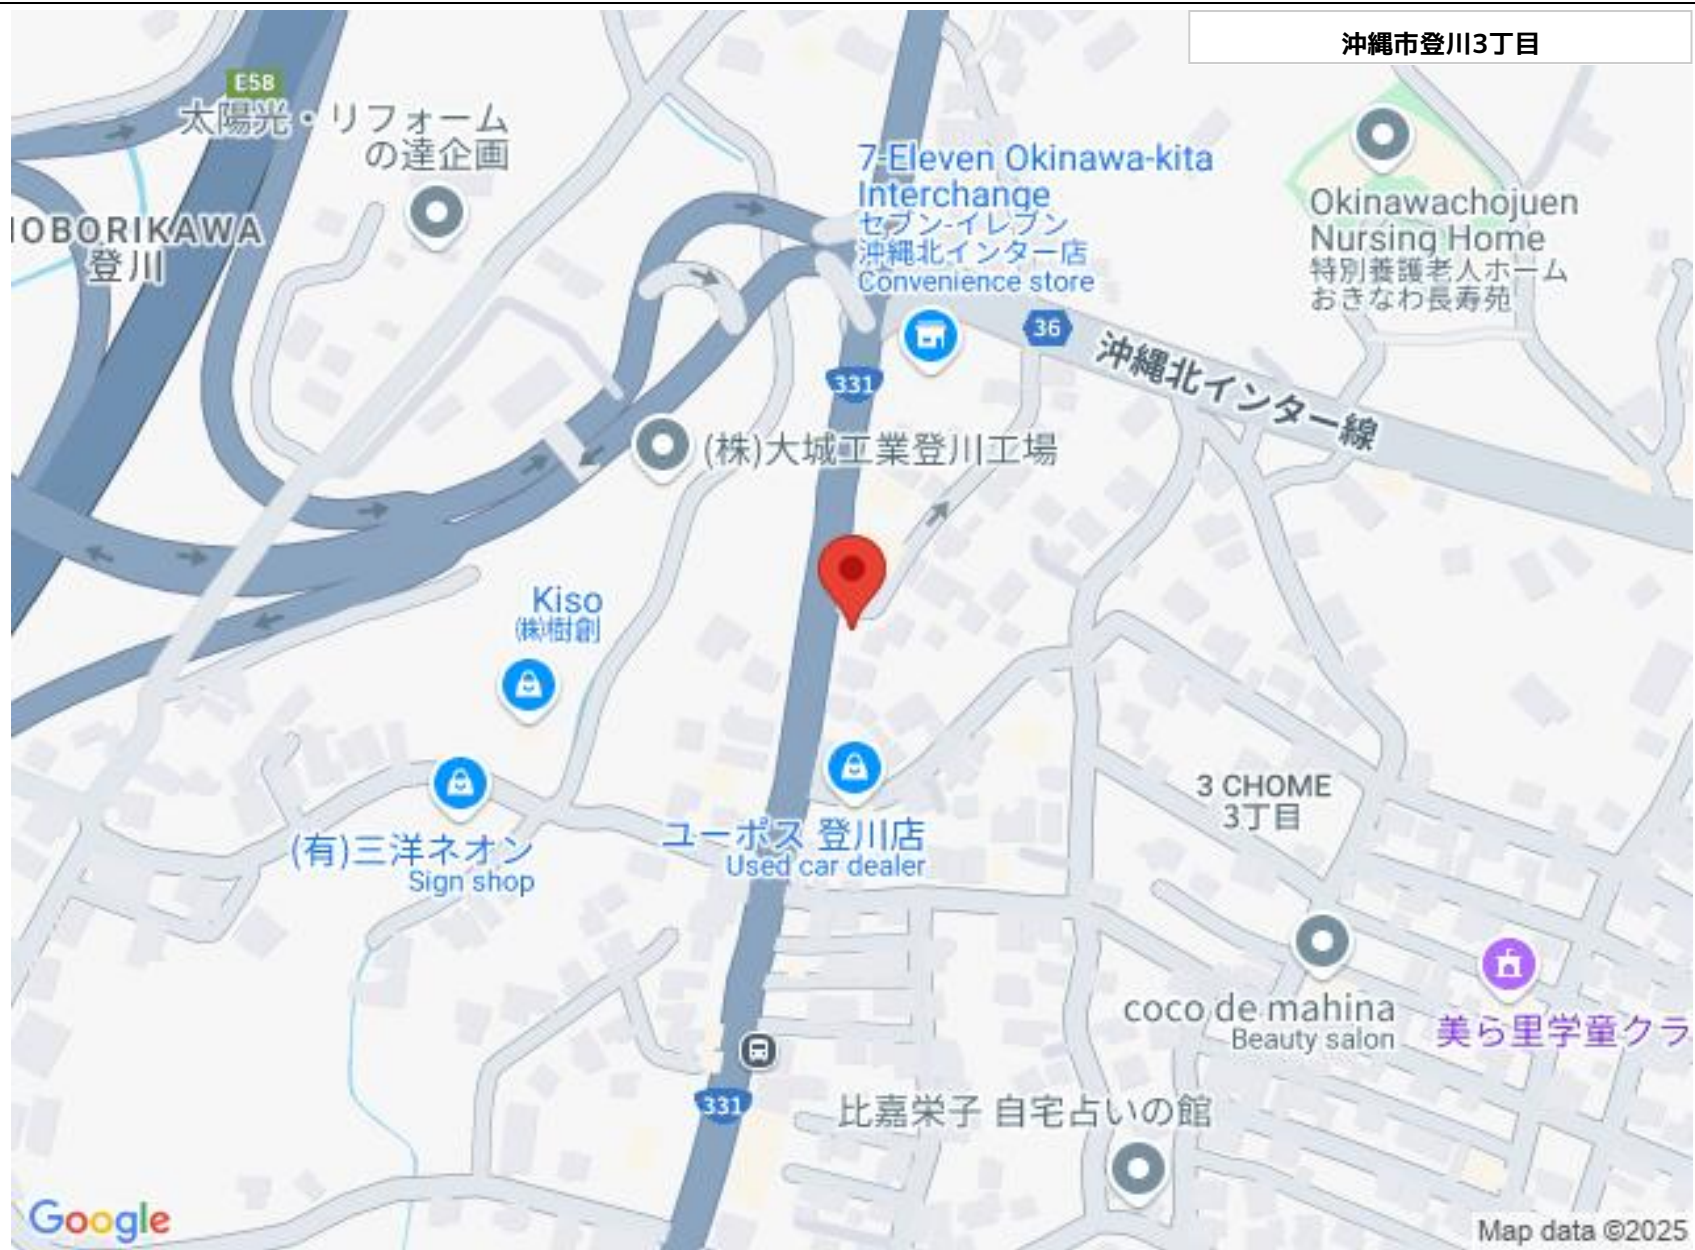 沖縄市登川3丁目
E58
太陽光・リフォーム
の達企画
IOBORIKAWA
登川
7-Eleven Okinawa-kita
Interchange
セブン-イレブン
沖縄北インター店
Convenience store
Okinawachojuen
Nursing Home
特別養護老人ホーム
おきなわ長寿苑
36
沖縄北インター線
331
(株)大城工業登川工場
Kiso
㈱樹創
3 CHOME
3丁目
ユーポス 登川店
Used car dealer
(有)三洋ネオン
Sign shop
coco de mahina
Beauty salon
美ら里学童クラ
331
比嘉栄子 自宅占いの館
Google
Map data ©2025